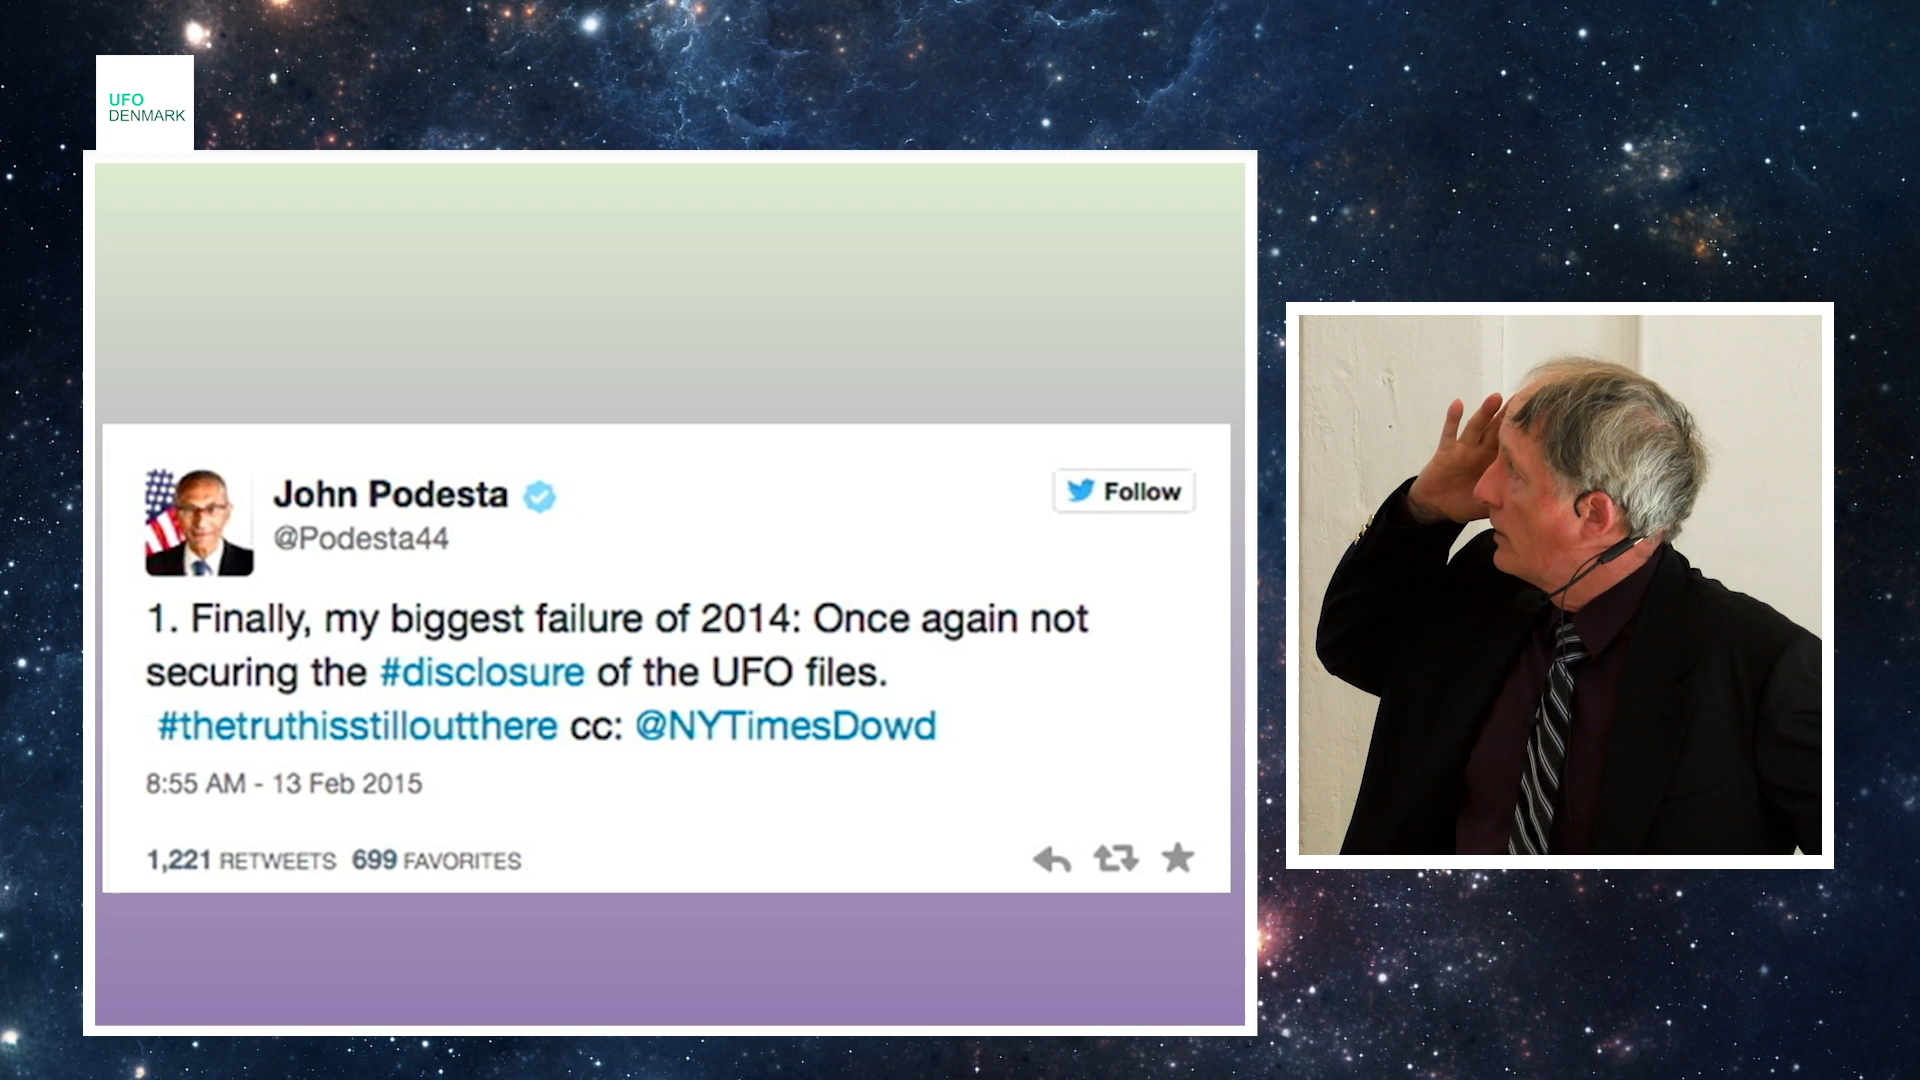 UFO
DENMARK
John Podesta
Follow
@Podesta44
1. Finally, my biggest failure of 2014: Once again not
securing the #disclosure of the UFO files.
#thetruthisstilloutthere cc: @NYTimesDowd
8:55 AM - 13 Feb 2015
1,221 RETWEETS 699 FAVORITES